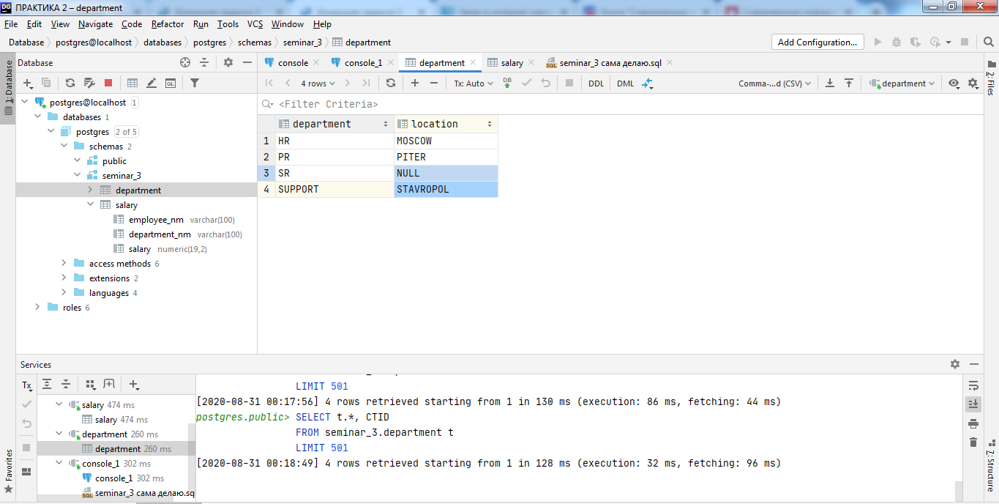 ПРАКТИКА 2 – department
File Edit View Navigate Code Refactor Run Tools VCS Window Help
Database postgres@localhost databases postgres schemas seminar_3 department Add Configuration...
1: Database
Database
console console_1 department salary seminar_3 сама делаю.sql
2: Files
4 rows Tx: Auto DB DDL DML Comma-...d (CSV) department
postgres@localhost 1
databases 1
postgres 2 of 5
schemas 2
public
seminar_3
department
salary
employee_nm varchar(100)
department_nm varchar(100)
salary numeric(19,2)
access methods 6
extensions 2
languages 4
roles 6
<Filter Criteria>
department location
1 HR MOSCOW
2 PR PITER
3 SR NULL
4 SUPPORT STAVROPOL
Services
Tx
salary 474 ms
salary 474 ms
department 260 ms
department 260 ms
console_1 302 ms
console_1 302 ms
seminar_3 сама делаю.sq
LIMIT 501
[2020-08-31 00:17:56] 4 rows retrieved starting from 1 in 130 ms (execution: 86 ms, fetching: 44 ms)
postgres.public> SELECT t.*, CTID
FROM seminar_3.department t
LIMIT 501
[2020-08-31 00:18:49] 4 rows retrieved starting from 1 in 128 ms (execution: 32 ms, fetching: 96 ms)
Favorites
7: Structure